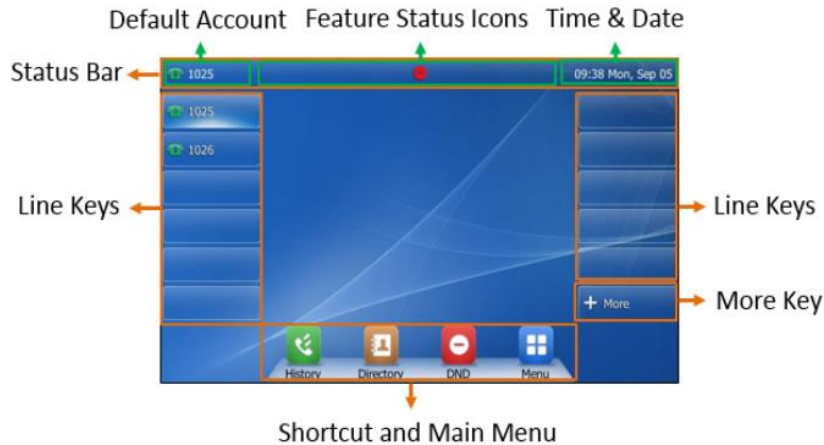 Default Account Feature Status Icons Time & Date
Status Bar 1025 09:38 Mon, Sep 05
1025
1026
Line Keys Line Keys
+ More More Key
History Directory DND Menu
Shortcut and Main Menu